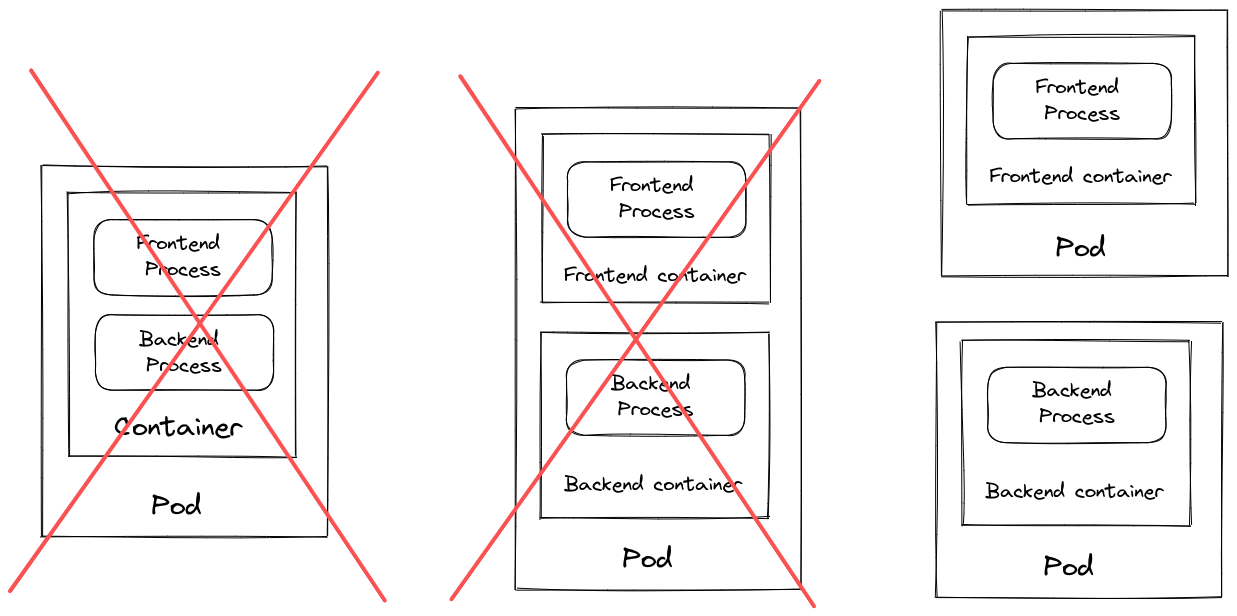 Frontend
Process
Backend
Process
Container
Pod
Frontend
Process
Frontend container
Backend
Process
Backend container
Pod
Frontend
Process
Frontend container
Pod
Backend
Process
Backend container
Pod